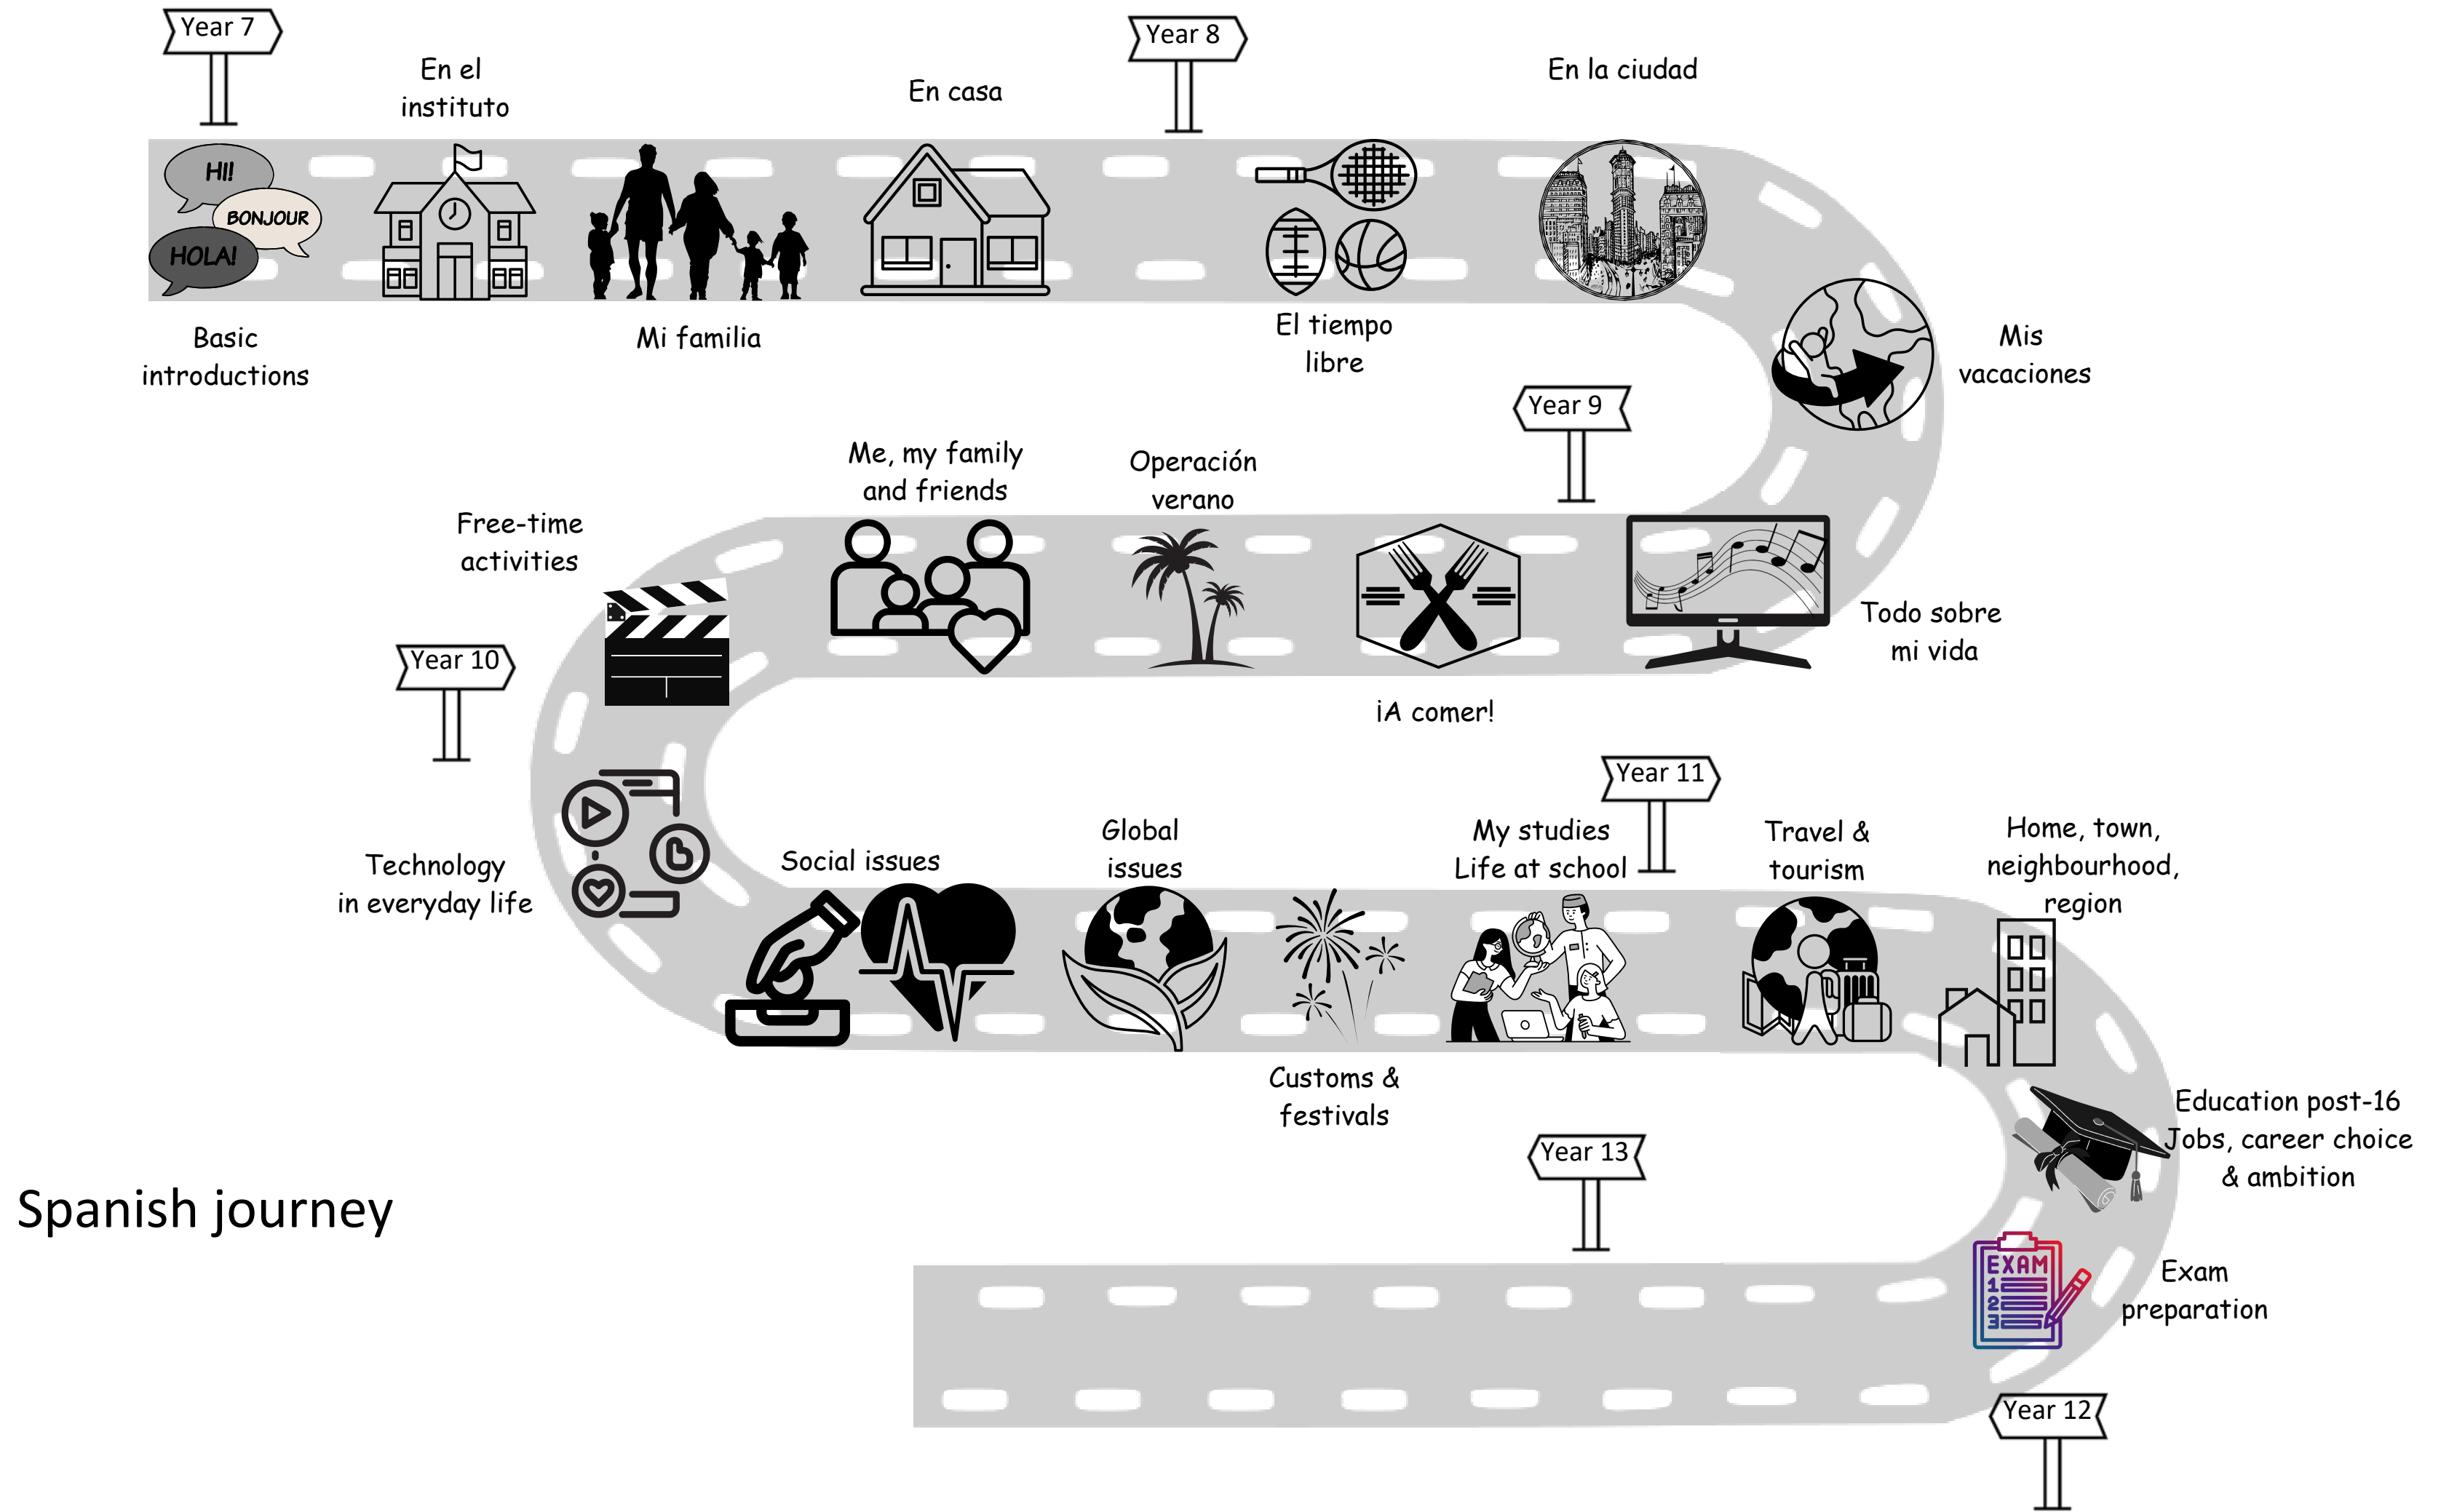 Year 7
Year 8
En el
instituto
En casa
En la ciudad
HI!
BONJOUR
HOLA!
Basic
introductions
Mi familia
El tiempo
libre
Mis
vacaciones
Year 9
Me, my family
and friends
Operación
verano
Free-time
activities
Todo sobre
mi vida
Year 10
¡A comer!
Year 11
Technology
in everyday life
Social issues
Global
issues
My studies
Life at school
Travel &
tourism
Home, town,
neighbourhood,
region
Customs &
festivals
Education post-16
Jobs, career choice
& ambition
Year 13
Spanish journey
EXAM
1
2
3
Exam
preparation
Year 12